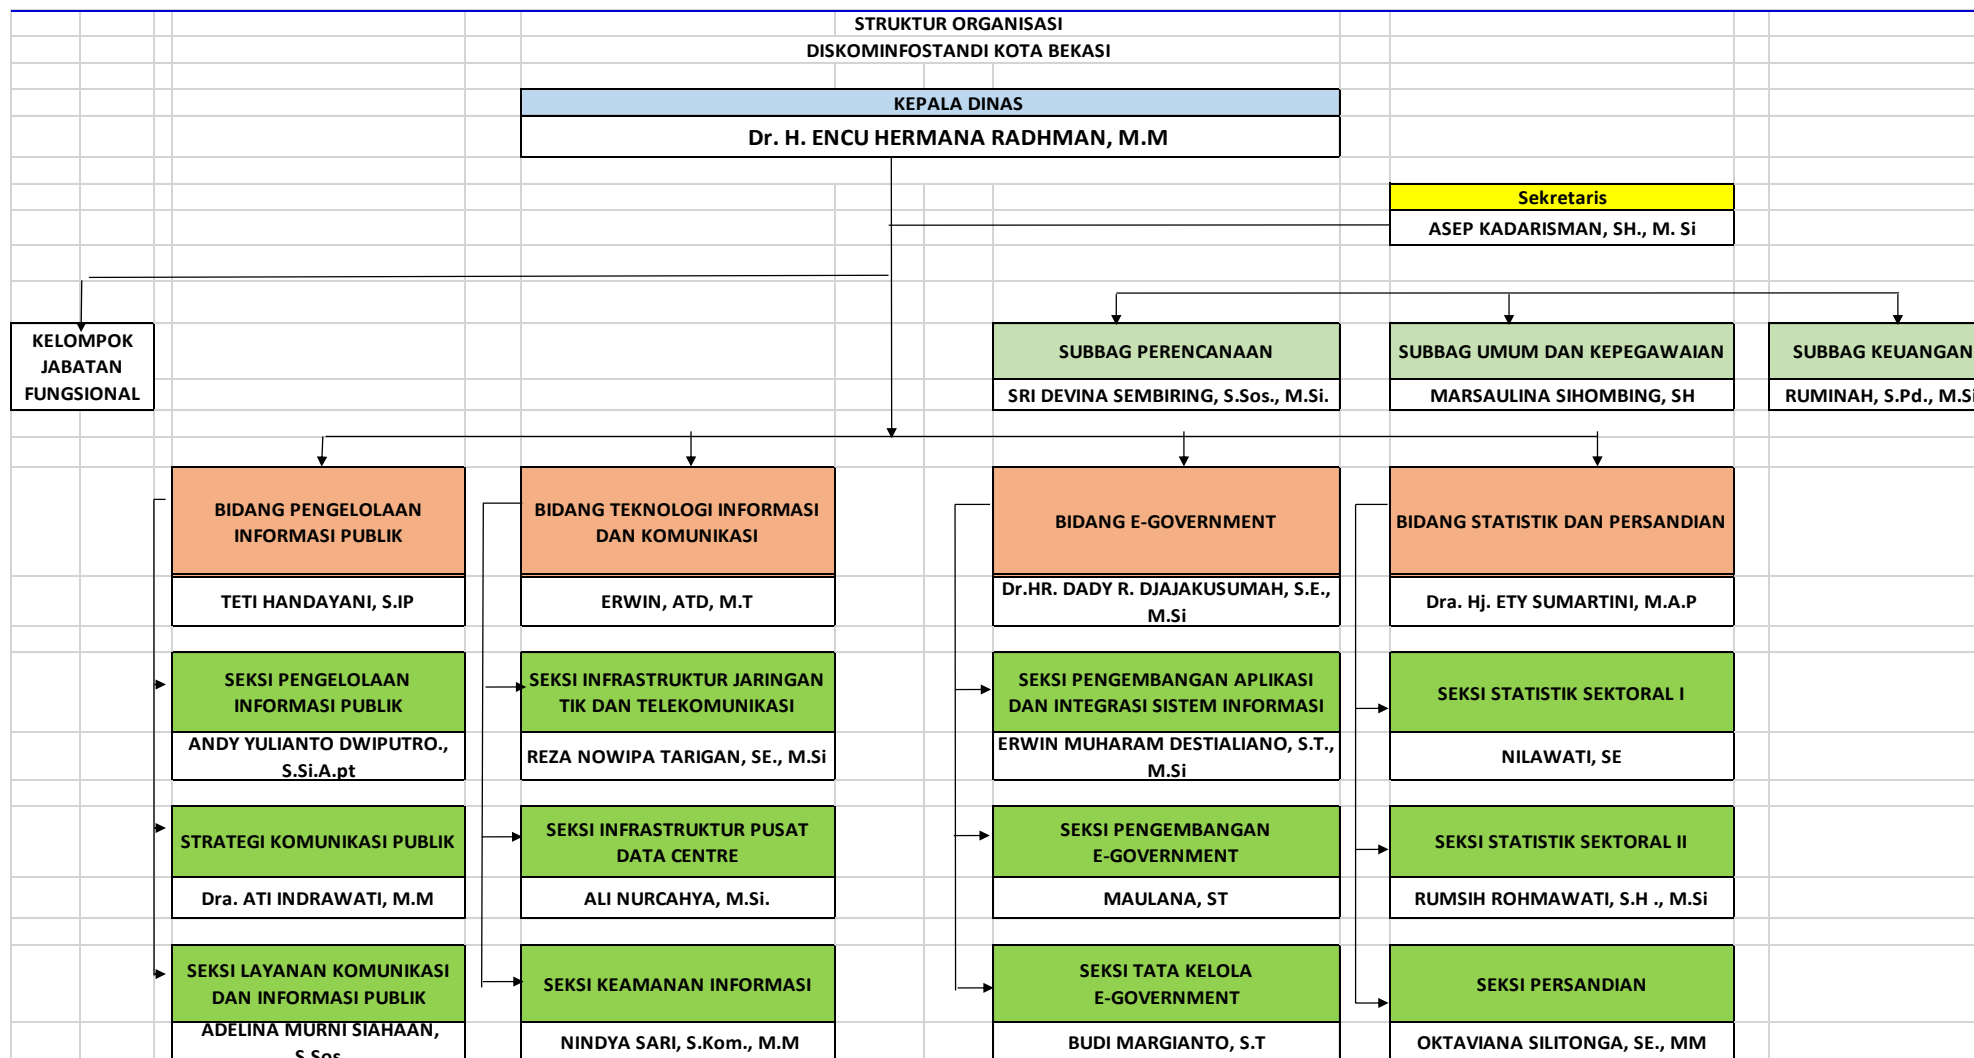 STRUKTUR ORGANISASI
DISKOMINFOSTANDI KOTA BEKASI
KEPALA DINAS
Dr. H. ENCU HERMANA RADHMAN, M.M
Sekretaris
ASEP KADARISMAN, SH., M. Si
KELOMPOK
JABATAN
FUNGSIONAL
SUBBAG PERENCANAAN
SRI DEVINA SEMBIRING, S.Sos., M.Si.
SUBBAG UMUM DAN KEPEGAWAIAN
MARSAULINA SIHOMBING, SH
SUBBAG KEUANGAN
RUMINAH, S.Pd., M.Si
BIDANG PENGELOLAAN
INFORMASI PUBLIK
TETI HANDAYANI, S.IP
BIDANG TEKNOLOGI INFORMASI
DAN KOMUNIKASI
ERWIN, ATD, M.T
BIDANG E-GOVERNMENT
Dr.HR. DADY R. DJAJAKUSUMAH, S.E.,
M.Si
BIDANG STATISTIK DAN PERSANDIAN
Dra. Hj. ETY SUMARTINI, M.A.P
SEKSI PENGELOLAAN
INFORMASI PUBLIK
ANDY YULIANTO DWIPUTRO.,
S.Si.A.pt
SEKSI INFRASTRUKTUR JARINGAN
TIK DAN TELEKOMUNIKASI
REZA NOWIPA TARIGAN, SE., M.Si
SEKSI PENGEMBANGAN APLIKASI
DAN INTEGRASI SISTEM INFORMASI
ERWIN MUHARAM DESTIALIANO, S.T.,
M.Si
SEKSI STATISTIK SEKTORAL I
NILAWATI, SE
STRATEGI KOMUNIKASI PUBLIK
Dra. ATI INDRAWATI, M.M
SEKSI INFRASTRUKTUR PUSAT
DATA CENTRE
ALI NURCAHYA, M.Si.
SEKSI PENGEMBANGAN
E-GOVERNMENT
MAULANA, ST
SEKSI STATISTIK SEKTORAL II
RUMSIH ROHMAWATI, S.H ., M.Si
SEKSI LAYANAN KOMUNIKASI
DAN INFORMASI PUBLIK
ADELINA MURNI SIAHAAN,
S.Sos
SEKSI KEAMANAN INFORMASI
NINDYA SARI, S.Kom., M.M
SEKSI TATA KELOLA
E-GOVERNMENT
BUDI MARGIANTO, S.T
SEKSI PERSANDIAN
OKTAVIANA SILITONGA, SE., MM